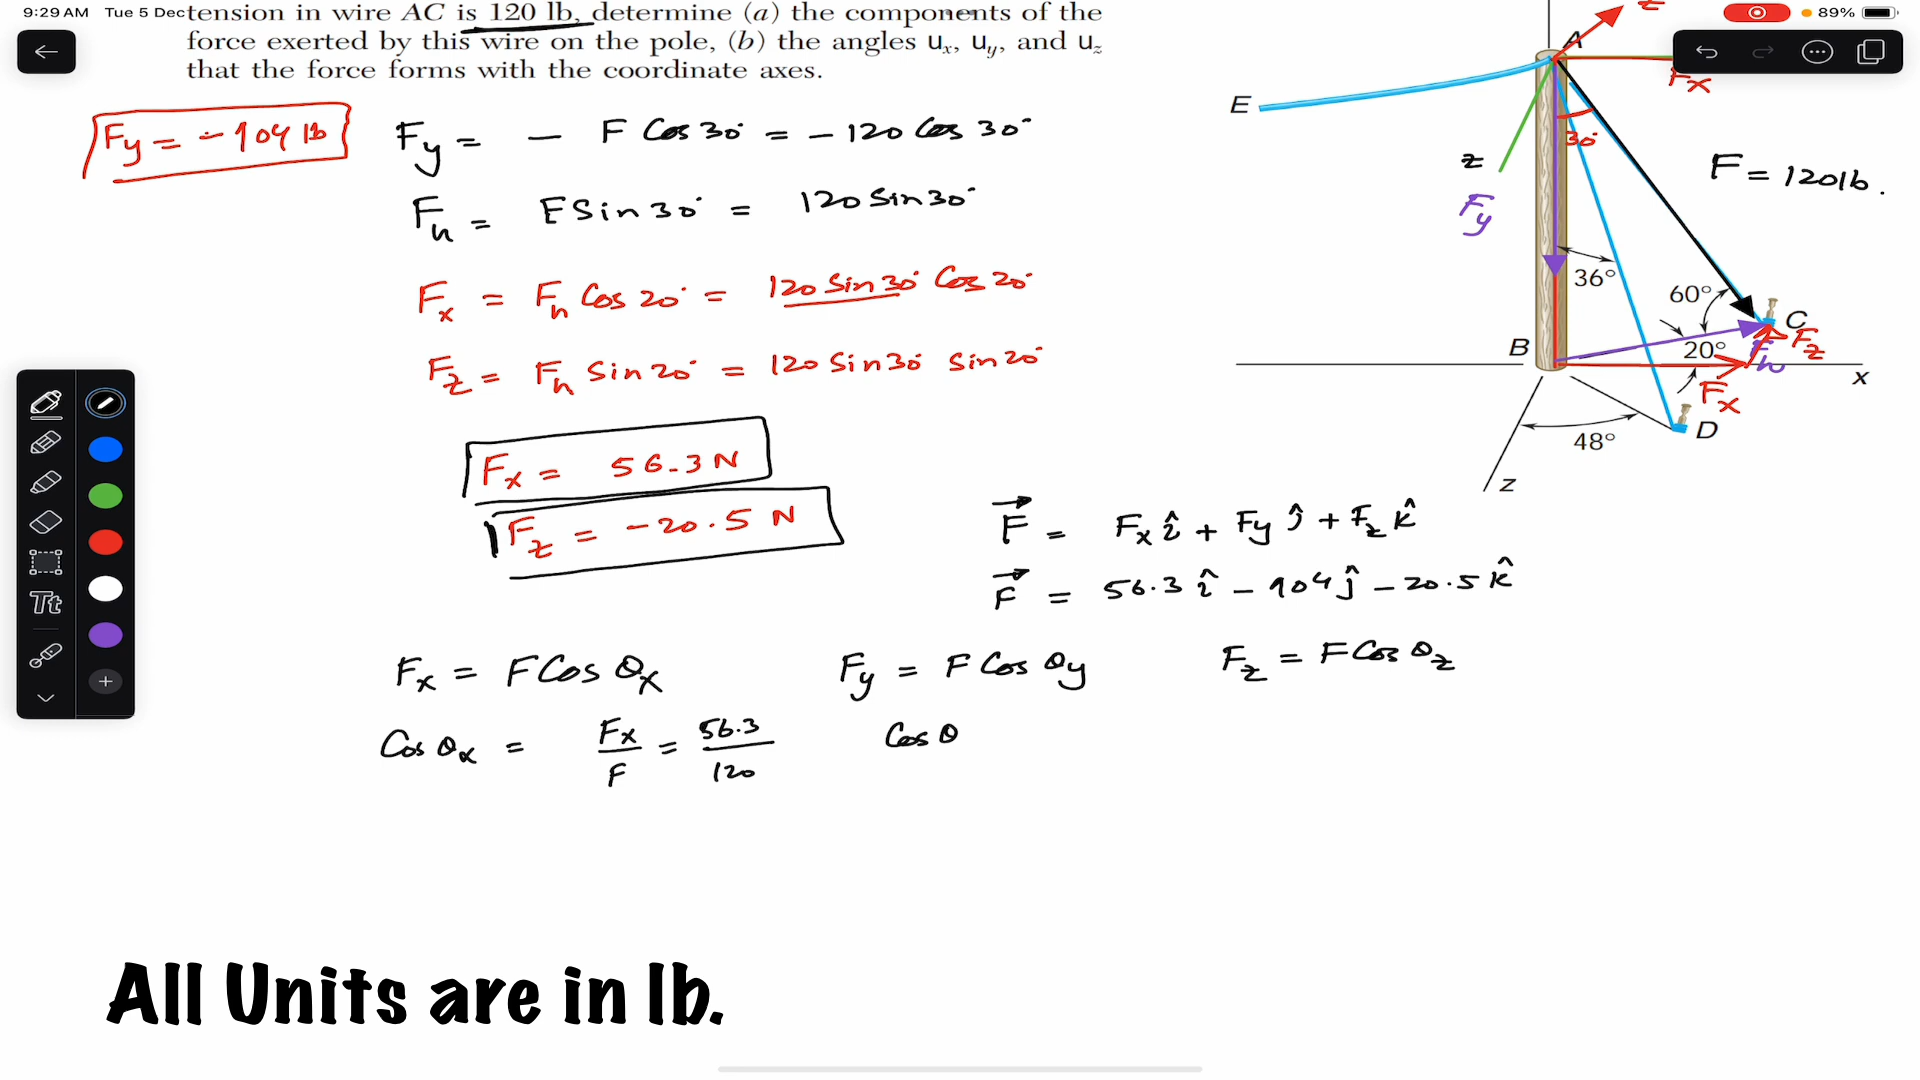 9:29 AM Tue 5 Dec
89%
tension in wire AC is 120 lb, determine (a) the components of the
force exerted by this wire on the pole, (b) the angles uₓ, uᵧ, and u_z
that the force forms with the coordinate axes.
Fy = -104 lb
Fy = - F Cos 30° = -120 Cos 30°
Fh = F Sin 30° = 120 Sin 30°
Fx = Fh Cos 20° = 120 Sin 30° Cos 20°
Fz = Fh Sin 20° = 120 Sin 30° Sin 20°
Fx = 56.3 N
Fz = -20.5 N
A
Fx
E
30°
z
Fy
F = 120 lb.
36°
60°
C
Fz
B
20°
Fh
x
Fx
D
48°
z
F⃗ = Fx î + Fy ĵ + Fz k̂
F⃗ = 56.3 î - 104 ĵ - 20.5 k̂
Fx = F Cos θx
Fy = F Cos θy
Fz = F Cos θz
Cos θx = Fx/F = 56.3/120
Cos θ
Tt
All Units are in lb.